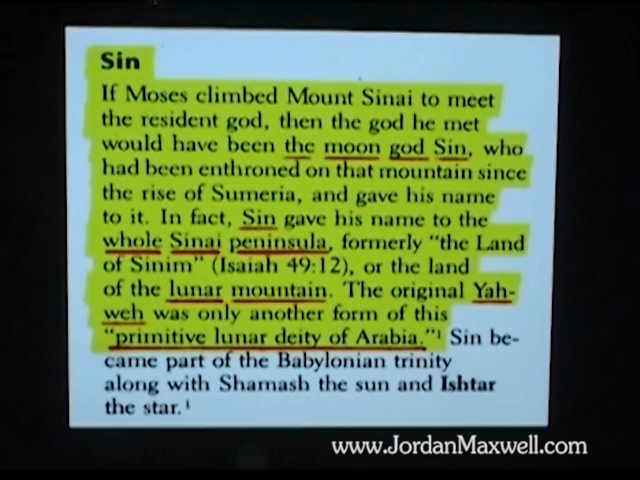 Sin
If Moses climbed Mount Sinai to meet
the resident god, then the god he met
would have been the moon god Sin, who
had been enthroned on that mountain since
the rise of Sumeria, and gave his name
to it. In fact, Sin gave his name to the
whole Sinai peninsula, formerly "the Land
of Sinim" (Isaiah 49:12), or the land
of the lunar mountain. The original Yah-
weh was only another form of this
"primitive lunar deity of Arabia."¹ Sin be-
came part of the Babylonian trinity
along with Shamash the sun and Ishtar
the star.¹
www.JordanMaxwell.com